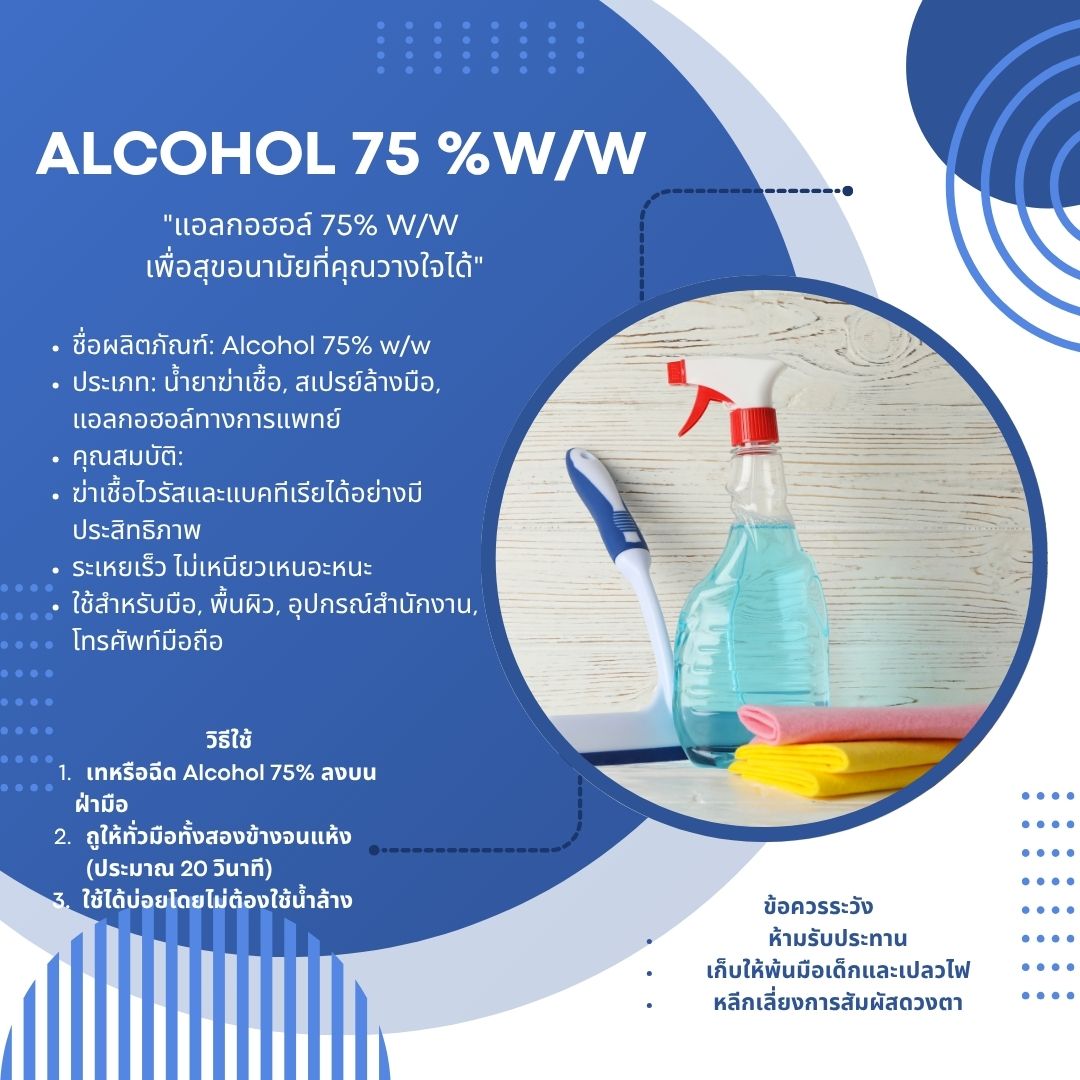 ALCOHOL 75 %W/W
"แอลกอฮอล์ 75% W/W
เพื่อสุขอนามัยที่คุณวางใจได้"
• ชื่อผลิตภัณฑ์: Alcohol 75% w/w
• ประเภท: น้ำยาฆ่าเชื้อ, สเปรย์ล้างมือ,
แอลกอฮอล์ทางการแพทย์
• คุณสมบัติ:
• ฆ่าเชื้อไวรัสและแบคทีเรียได้อย่างมี
ประสิทธิภาพ
• ระเหยเร็ว ไม่เหนียวเหนอะหนะ
• ใช้สำหรับมือ, พื้นผิว, อุปกรณ์สำนักงาน,
โทรศัพท์มือถือ
วิธีใช้
1. เทหรือฉีด Alcohol 75% ลงบน
ฝ่ามือ
2. ถูให้ทั่วมือทั้งสองข้างจนแห้ง
(ประมาณ 20 วินาที)
3. ใช้ได้บ่อยโดยไม่ต้องใช้น้ำล้าง
ข้อควรระวัง
• ห้ามรับประทาน
• เก็บให้พ้นมือเด็กและเปลวไฟ
• หลีกเลี่ยงการสัมผัสดวงตา